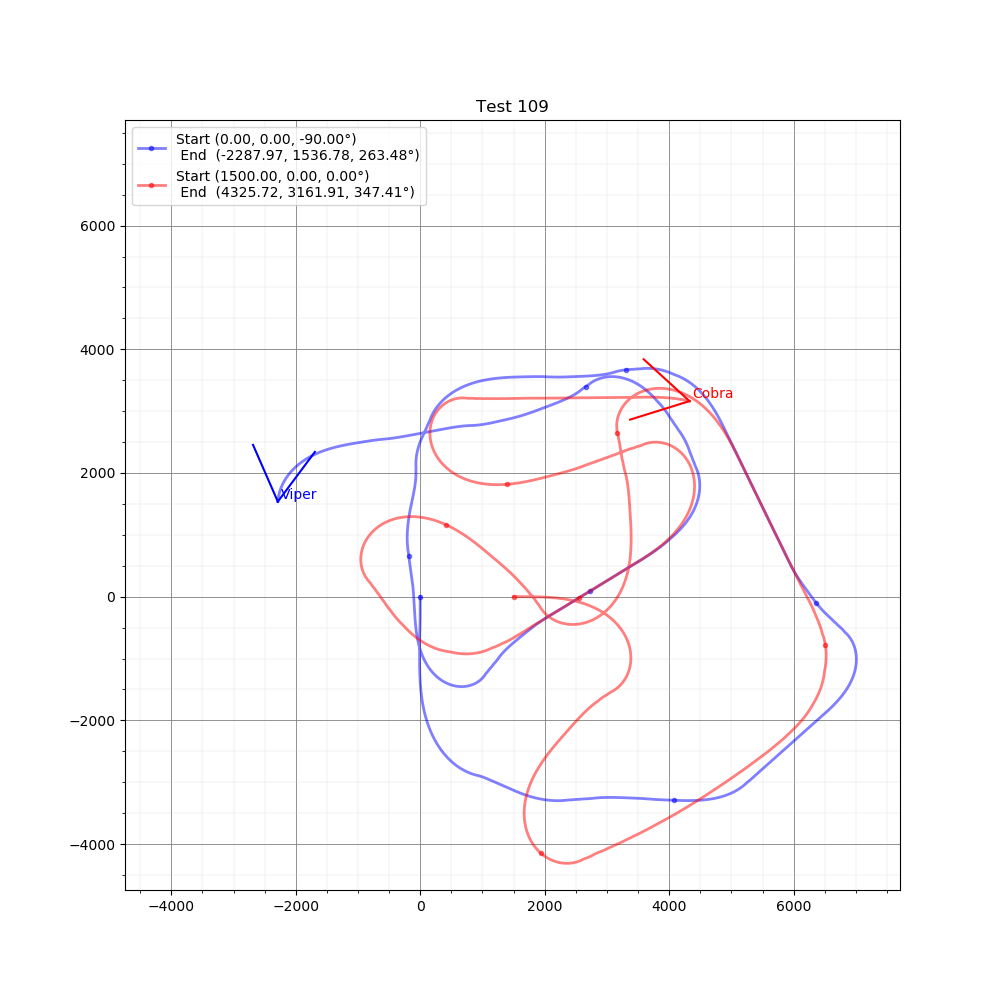 Test 109
Start (0.00, 0.00, -90.00°)
End (-2287.97, 1536.78, 263.48°)
Start (1500.00, 0.00, 0.00°)
End (4325.72, 3161.91, 347.41°)
6000
4000
Cobra
2000
Viper
0
−2000
−4000
−4000 −2000 0 2000 4000 6000